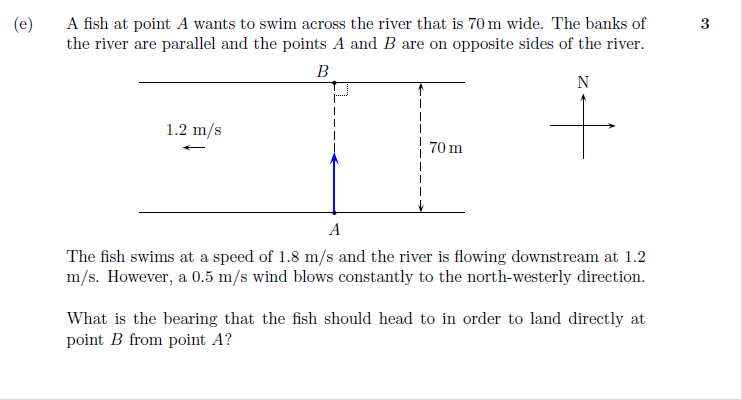 (e) A fish at point A wants to swim across the river that is 70 m wide. The banks of 3
the river are parallel and the points A and B are on opposite sides of the river.
B
N
1.2 m/s
70 m
A
The fish swims at a speed of 1.8 m/s and the river is flowing downstream at 1.2
m/s. However, a 0.5 m/s wind blows constantly to the north-westerly direction.
What is the bearing that the fish should head to in order to land directly at
point B from point A?